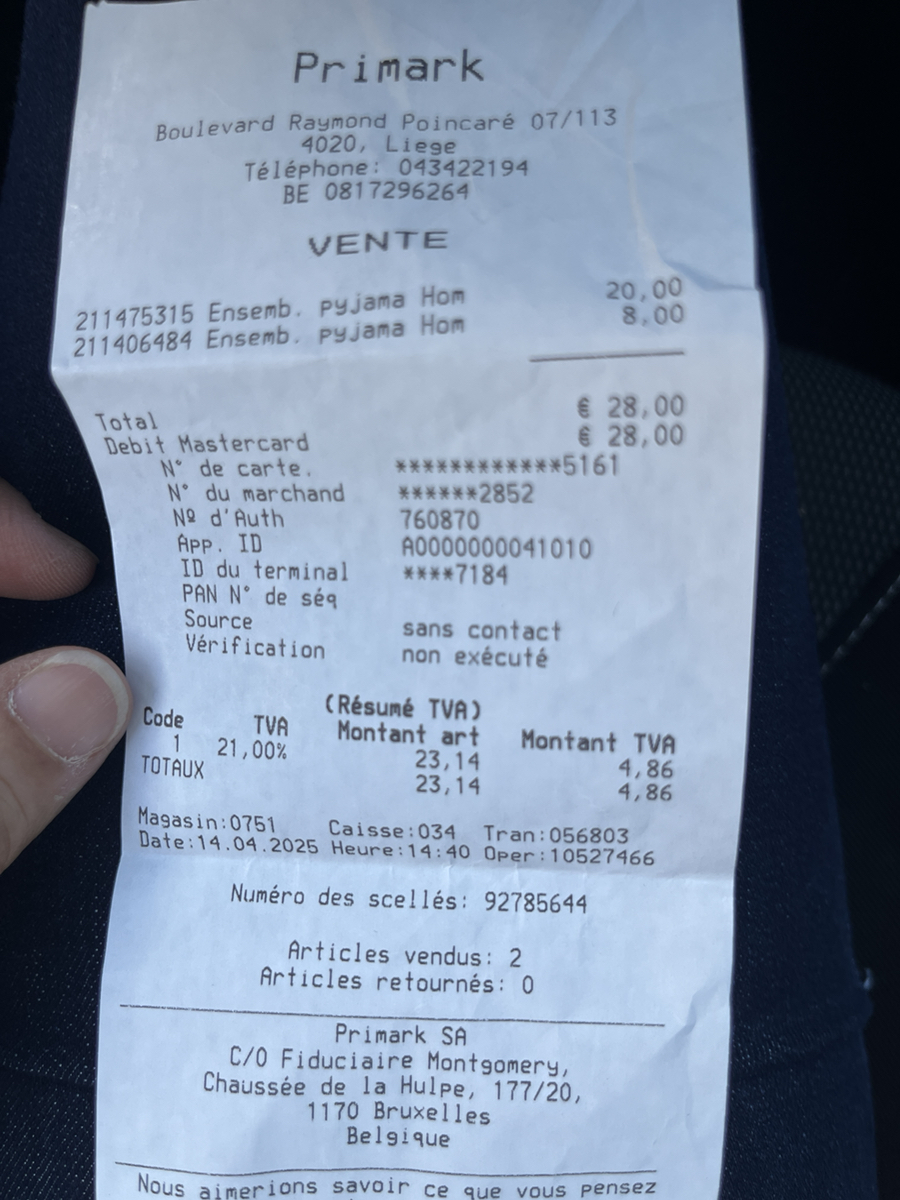 Primark
Boulevard Raymond Poincaré 07/113
4020, Liege
Téléphone: 043422194
BE 0817296264
VENTE
211475315 Ensemb. pyjama Hom 20,00
211406484 Ensemb. pyjama Hom 8,00
Total € 28,00
Debit Mastercard € 28,00
N° de carte. ************5161
N° du marchand ******2852
Nº d'Auth 760870
App. ID A0000000041010
ID du terminal ****7184
PAN N° de séq
Source sans contact
Vérification non exécuté
(Résumé TVA)
Code TVA Montant art Montant TVA
1 21,00% 23,14 4,86
TOTAUX 23,14 4,86
Magasin:0751 Caisse:034 Tran:056803
Date:14.04.2025 Heure:14:40 Oper:10527466
Numéro des scellés: 92785644
Articles vendus: 2
Articles retournés: 0
Primark SA
C/O Fiduciaire Montgomery,
Chaussée de la Hulpe, 177/20,
1170 Bruxelles
Belgique
Nous aimerions savoir ce que vous pensez